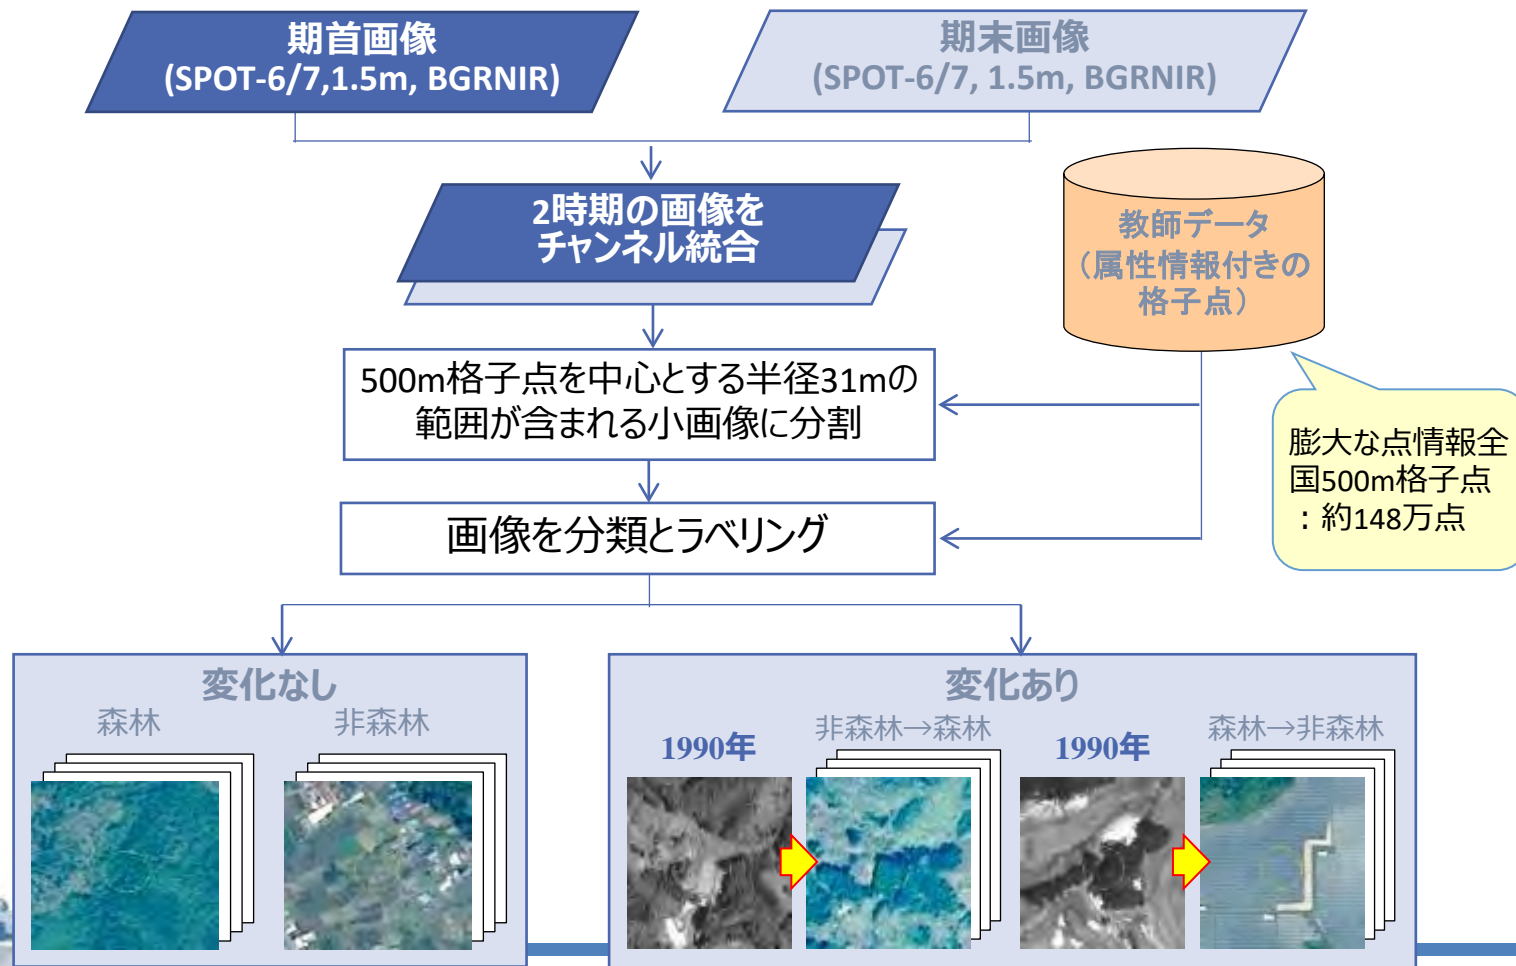 期首画像
(SPOT-6/7,1.5m, BGRNIR)
期末画像
(SPOT-6/7, 1.5m, BGRNIR)
2時期の画像を
チャンネル統合
教師データ
（属性情報付きの
格子点）
500m格子点を中心とする半径31mの
範囲が含まれる小画像に分割
膨大な点情報全
国500m格子点
：約148万点
画像を分類とラベリング
変化なし
森林
非森林
変化あり
1990年
非森林→森林
1990年
森林→非森林